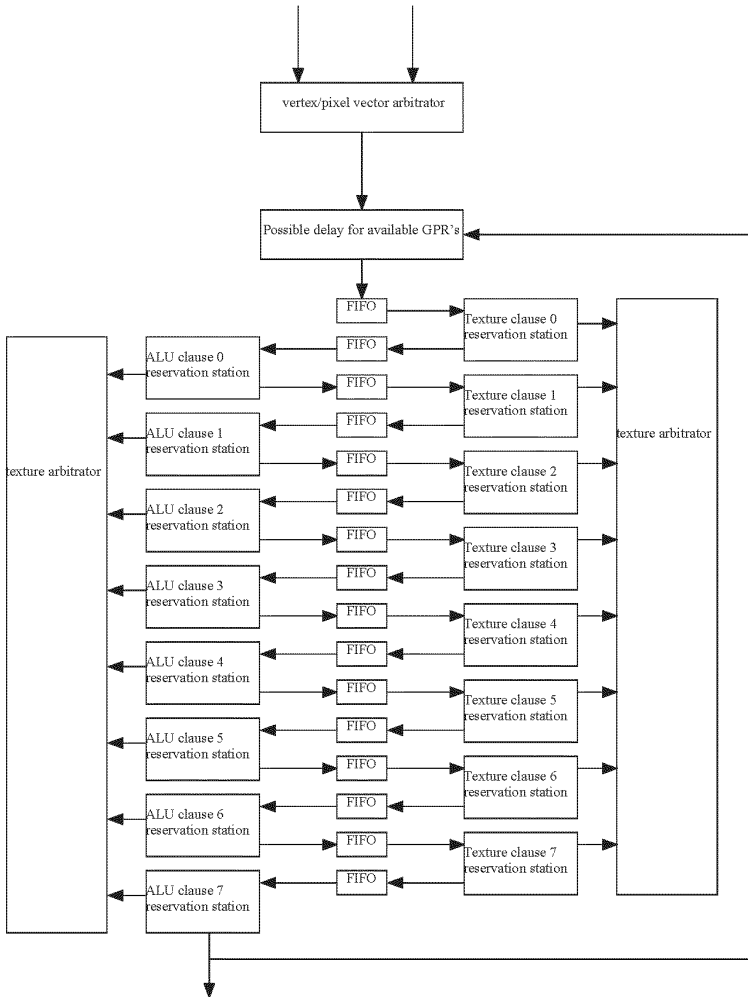 vertex/pixel vector arbitrator
Possible delay for available GPR's
FIFO
Texture clause 0
reservation station
FIFO
ALU clause 0
reservation station
FIFO
Texture clause 1
reservation station
FIFO
ALU clause 1
reservation station
texture arbitrator
texture arbitrator
FIFO
Texture clause 2
reservation station
FIFO
ALU clause 2
reservation station
FIFO
Texture clause 3
reservation station
FIFO
ALU clause 3
reservation station
FIFO
Texture clause 4
reservation station
FIFO
ALU clause 4
reservation station
FIFO
Texture clause 5
reservation station
FIFO
ALU clause 5
reservation station
FIFO
Texture clause 6
reservation station
FIFO
ALU clause 6
reservation station
FIFO
Texture clause 7
reservation station
FIFO
ALU clause 7
reservation station